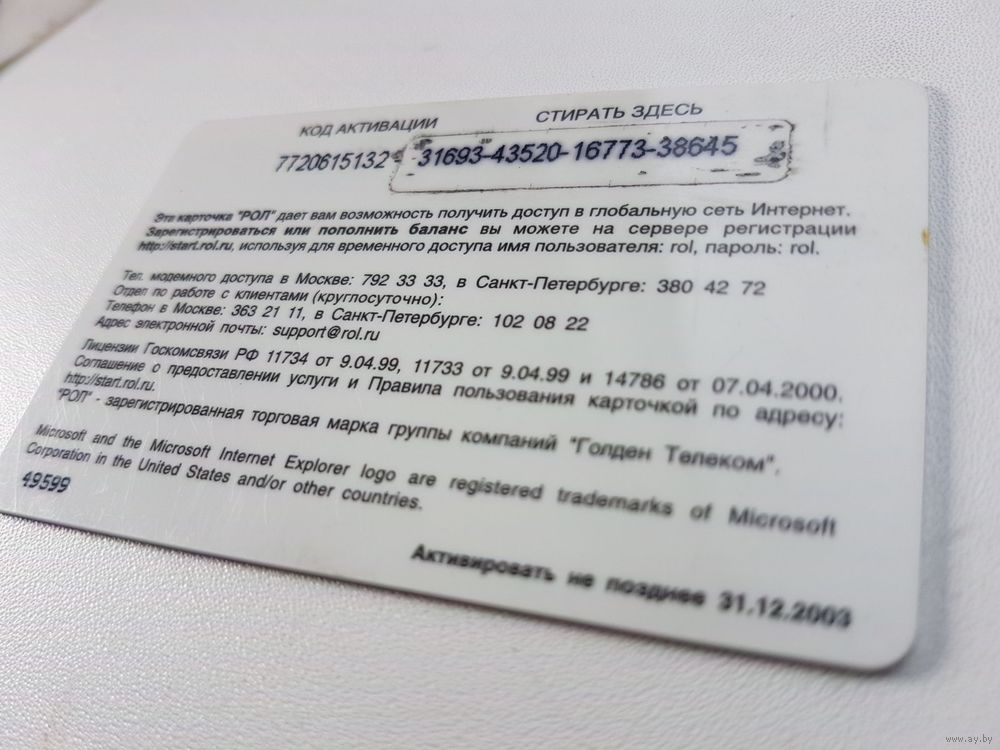 КОД АКТИВАЦИИ СТИРАТЬ ЗДЕСЬ
7720615132 31693-43520-16773-38645
Эта карточка "РОЛ" дает вам возможность получить доступ в глобальную сеть Интернет.
Зарегистрироваться или пополнить баланс вы можете на сервере регистрации
http://start.rol.ru, используя для временного доступа имя пользователя: rol, пароль: rol.
Тел. модемного доступа в Москве: 792 33 33, в Санкт-Петербурге: 380 42 72
Отдел по работе с клиентами (круглосуточно):
Телефон в Москве: 363 21 11, в Санкт-Петербурге: 102 08 22
Адрес электронной почты: support@rol.ru
Лицензии Госкомсвязи РФ 11734 от 9.04.99, 11733 от 9.04.99 и 14786 от 07.04.2000.
Соглашение о предоставлении услуги и Правила пользования карточкой по адресу:
http://start.rol.ru.
"РОЛ" - зарегистрированная торговая марка группы компаний "Голден Телеком".
Microsoft and the Microsoft Internet Explorer logo are registered trademarks of Microsoft
Corporation in the United States and/or other countries.
49599
Активировать не позднее 31.12.2003
www.ay.by